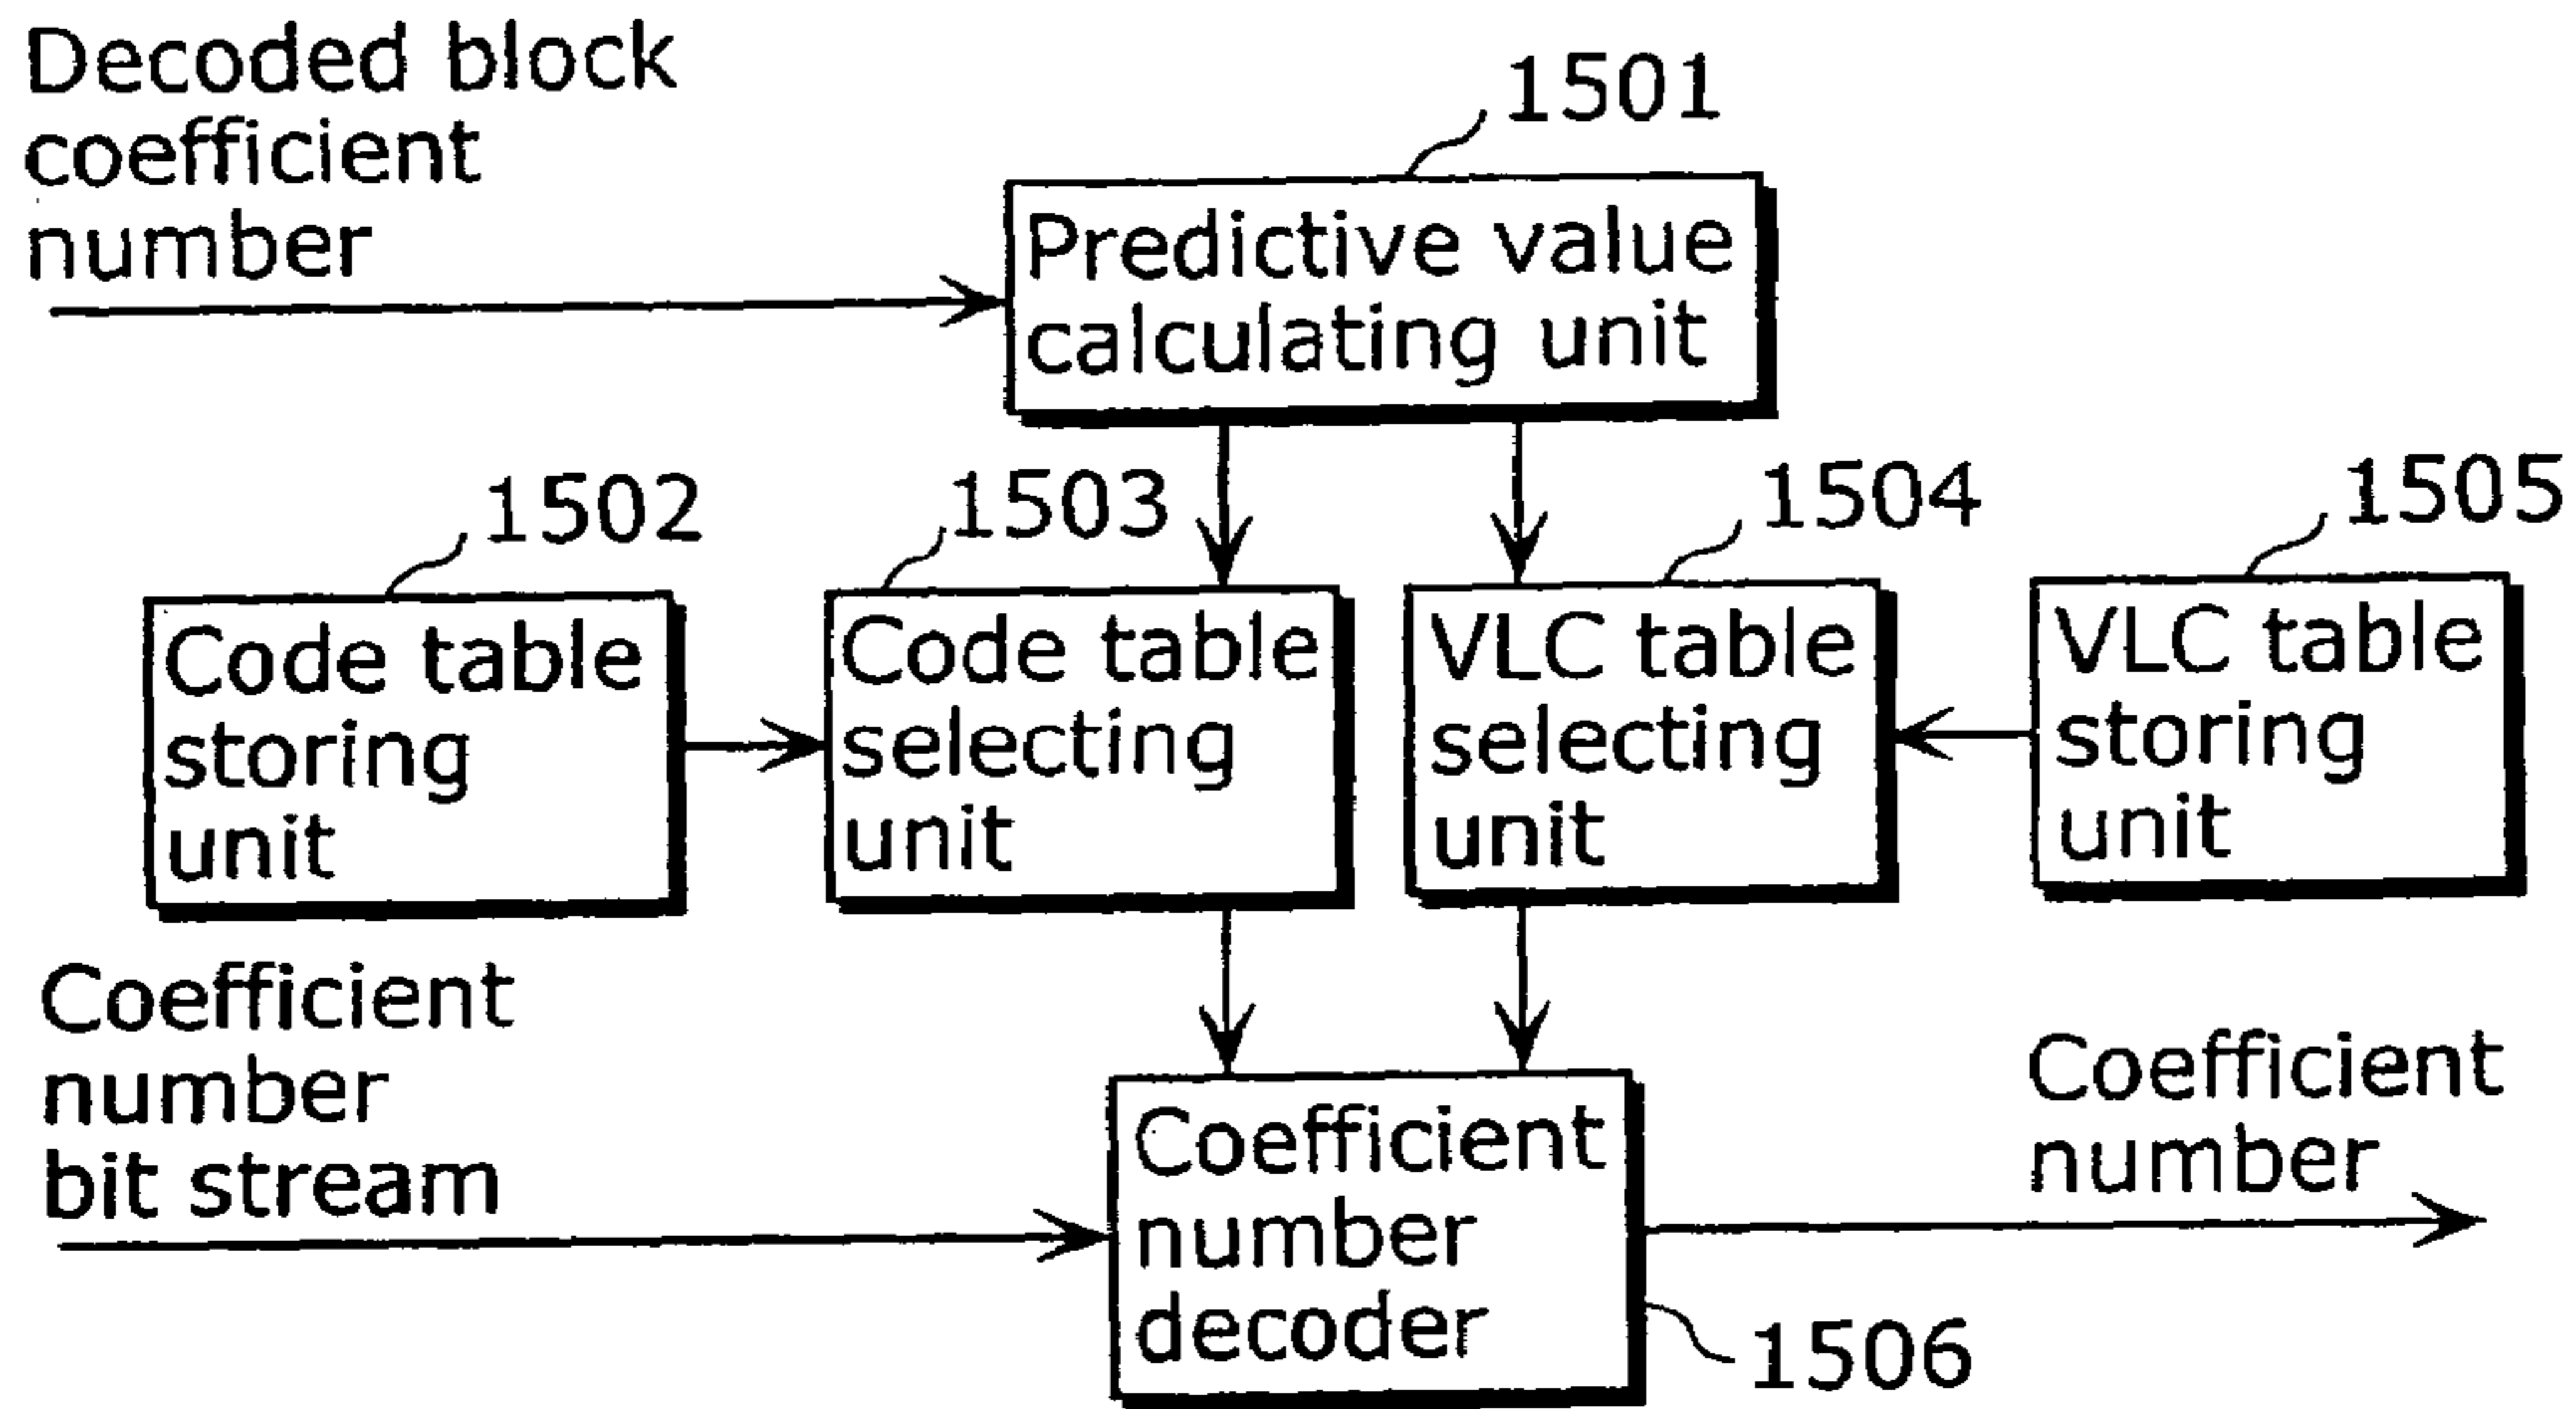 Decoded block
coefficient
number
1501
Predictive value
calculating unit
1502
1503
1504
1505
Code table
storing
unit
Code table
selecting
unit
VLC table
selecting
unit
VLC table
storing
unit
Coefficient
number
bit stream
Coefficient
number
decoder
Coefficient
number
1506